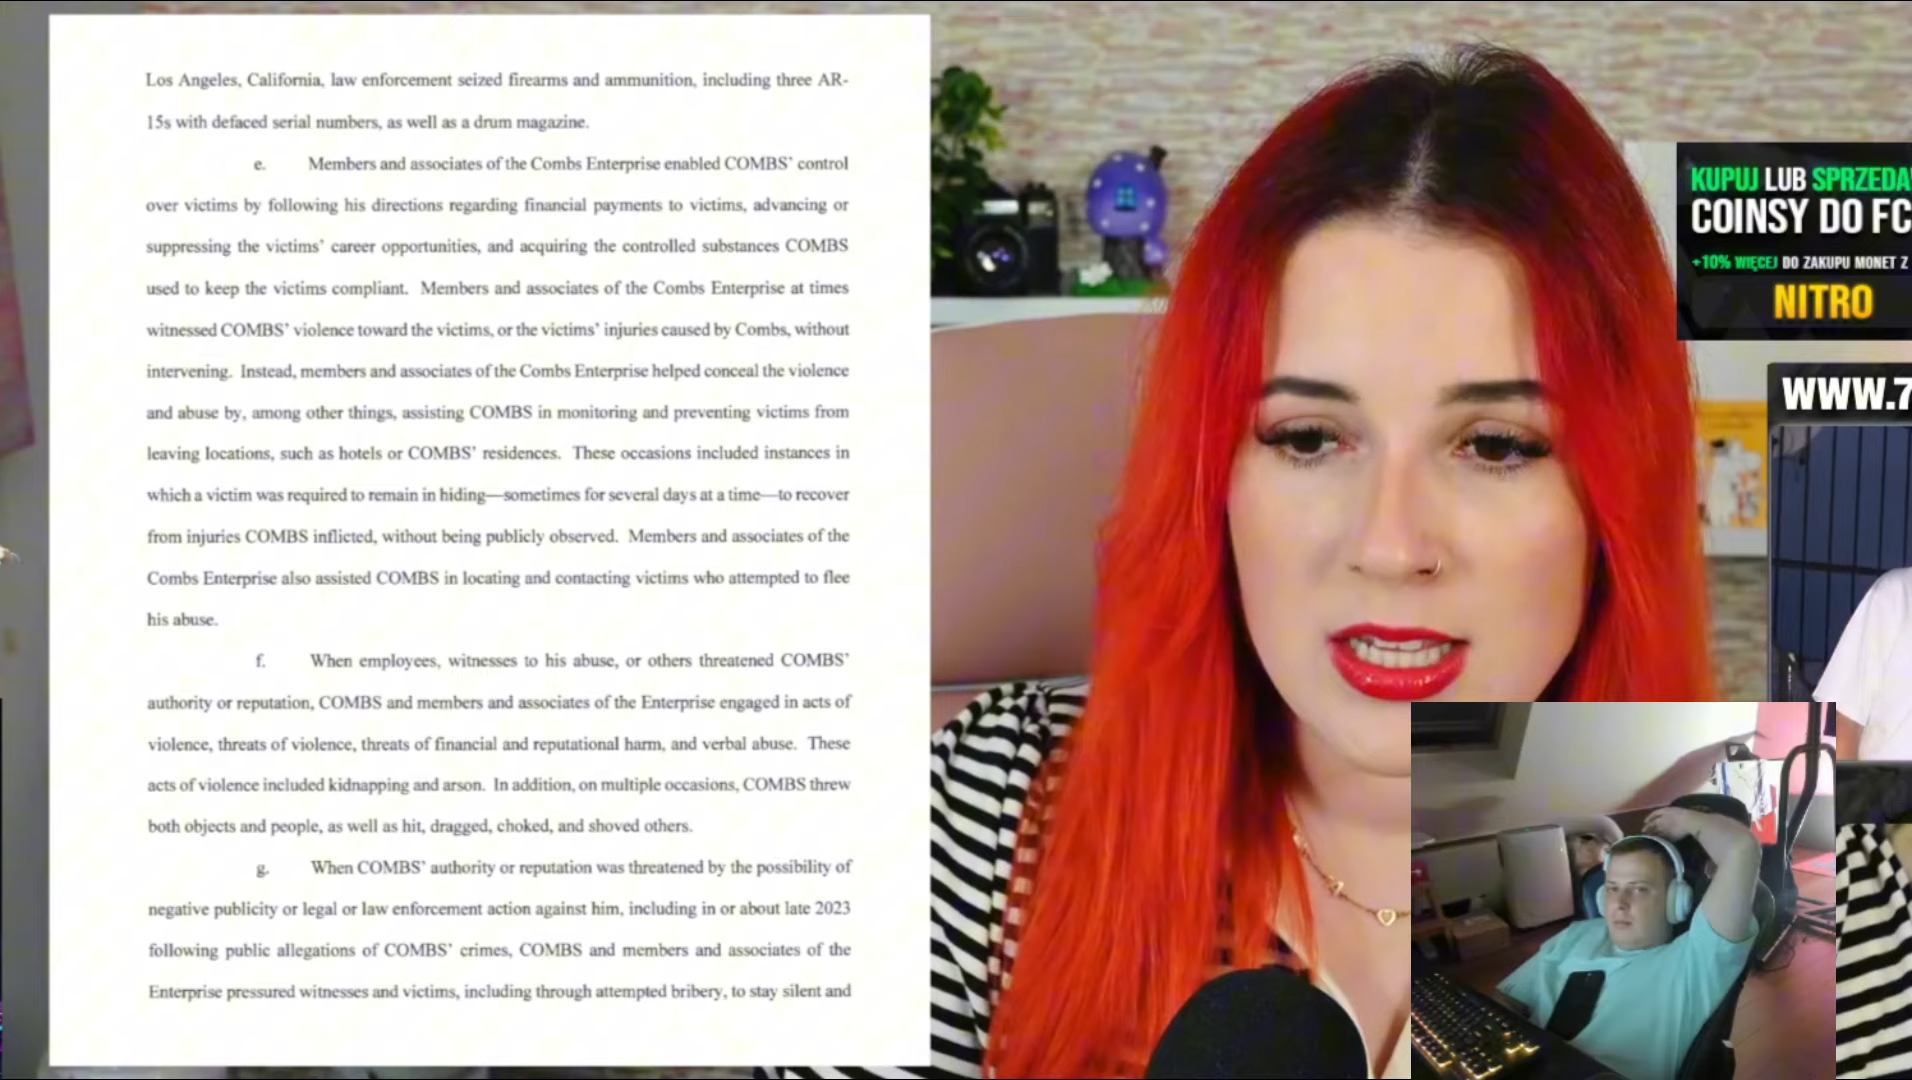 Los Angeles, California, law enforcement seized firearms and ammunition, including three AR-
15s with defaced serial numbers, as well as a drum magazine.
e. Members and associates of the Combs Enterprise enabled COMBS' control
over victims by following his directions regarding financial payments to victims, advancing or
suppressing the victims' career opportunities, and acquiring the controlled substances COMBS
used to keep the victims compliant. Members and associates of the Combs Enterprise at times
witnessed COMBS' violence toward the victims, or the victims' injuries caused by Combs, without
intervening. Instead, members and associates of the Combs Enterprise helped conceal the violence
and abuse by, among other things, assisting COMBS in monitoring and preventing victims from
leaving locations, such as hotels or COMBS' residences. These occasions included instances in
which a victim was required to remain in hiding—sometimes for several days at a time—to recover
from injuries COMBS inflicted, without being publicly observed. Members and associates of the
Combs Enterprise also assisted COMBS in locating and contacting victims who attempted to flee
his abuse.
f. When employees, witnesses to his abuse, or others threatened COMBS'
authority or reputation, COMBS and members and associates of the Enterprise engaged in acts of
violence, threats of violence, threats of financial and reputational harm, and verbal abuse. These
acts of violence included kidnapping and arson. In addition, on multiple occasions, COMBS threw
both objects and people, as well as hit, dragged, choked, and shoved others.
g. When COMBS' authority or reputation was threatened by the possibility of
negative publicity or legal or law enforcement action against him, including in or about late 2023
following public allegations of COMBS' crimes, COMBS and members and associates of the
Enterprise pressured witnesses and victims, including through attempted bribery, to stay silent and
KUPUJ LUB SPRZEDA
COINSY DO FC
+10% WIĘCEJ DO ZAKUPU MONET Z
NITRO
WWW.7